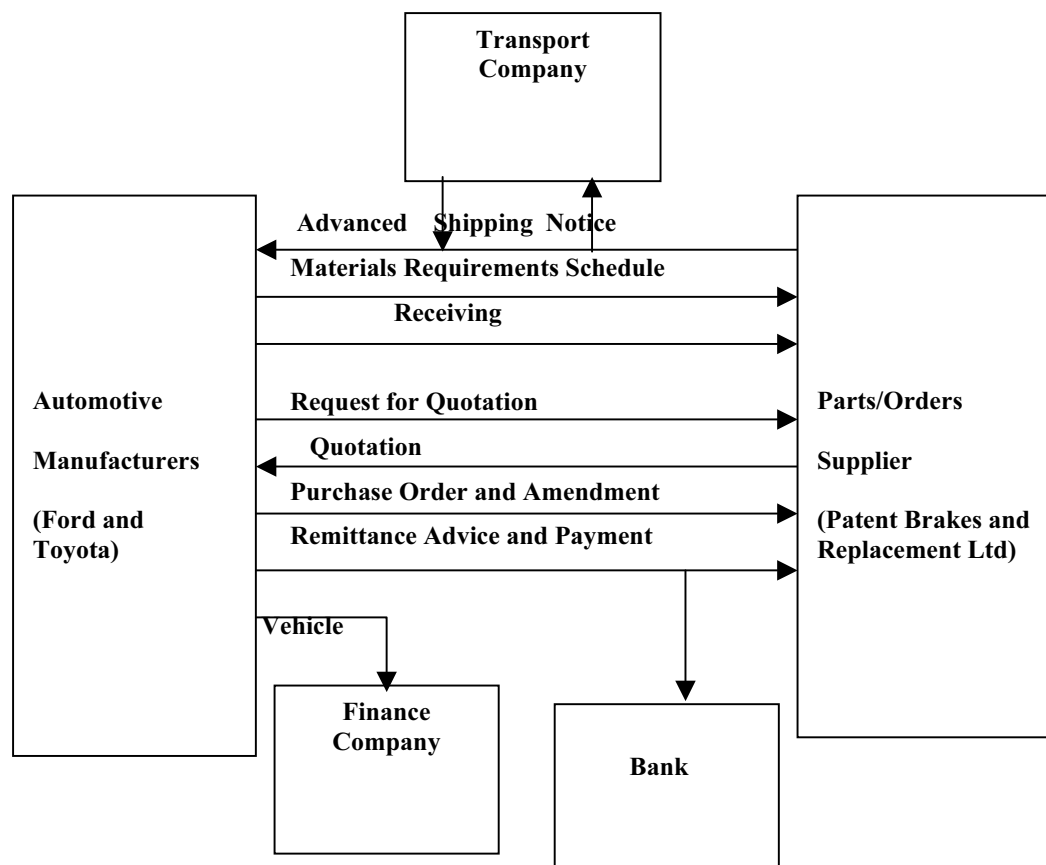 Transport
Company
Advanced Shipping Notice
Materials Requirements Schedule
Receiving
Automotive
Manufacturers
(Ford and
Toyota)
Request for Quotation
Quotation
Purchase Order and Amendment
Remittance Advice and Payment
Vehicle
Parts/Orders
Supplier
(Patent Brakes and
Replacement Ltd)
Finance
Company
Bank